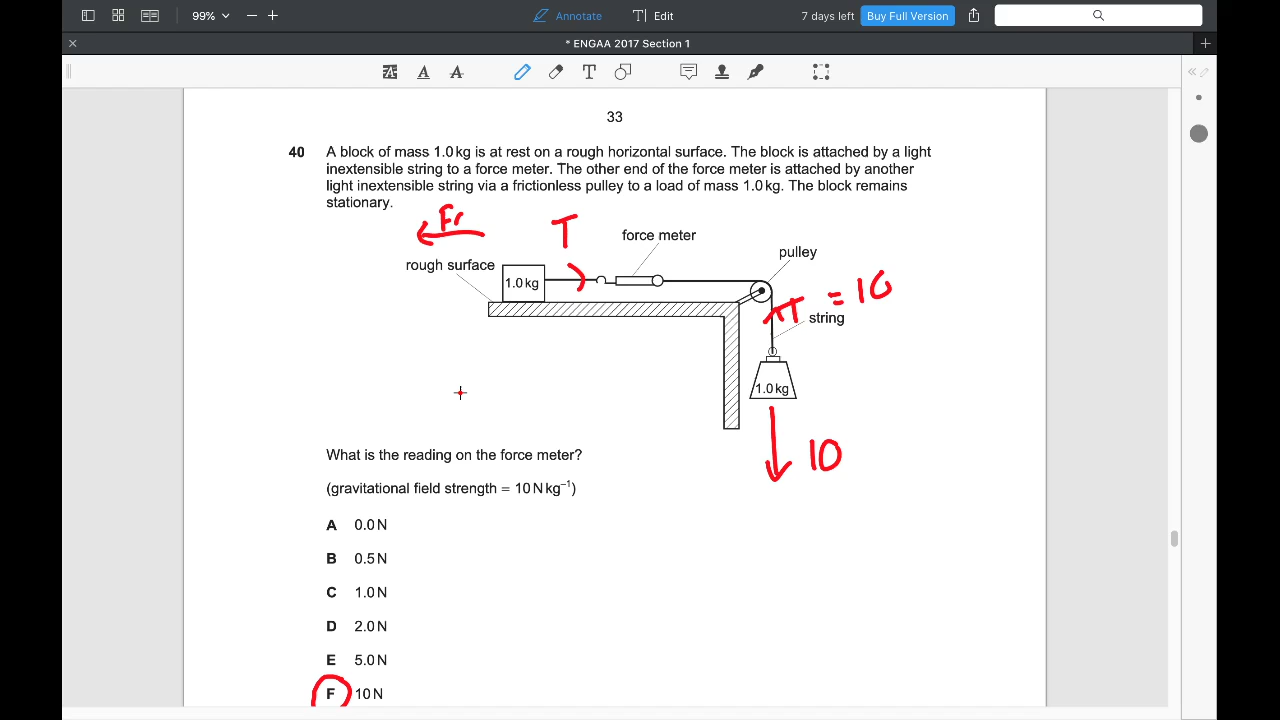 99%
Annotate
T Edit
7 days left
Buy Full Version
* ENGAA 2017 Section 1
33
40 A block of mass 1.0 kg is at rest on a rough horizontal surface. The block is attached by a light
inextensible string to a force meter. The other end of the force meter is attached by another
light inextensible string via a frictionless pulley to a load of mass 1.0 kg. The block remains
stationary.
Fr
T
force meter
pulley
rough surface
1.0 kg
T = 10
string
1.0 kg
10
What is the reading on the force meter?
(gravitational field strength = 10 N kg⁻¹)
A 0.0 N
B 0.5 N
C 1.0 N
D 2.0 N
E 5.0 N
F 10 N